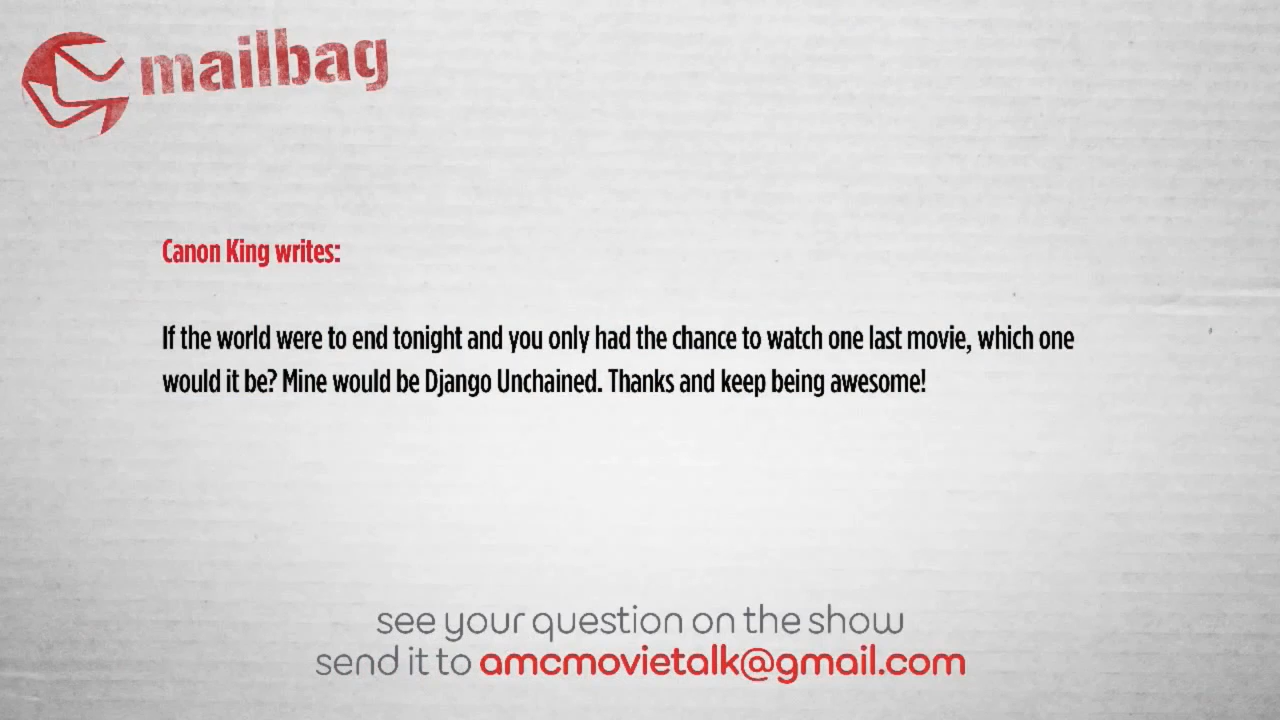 mailbag
Canon King writes:
If the world were to end tonight and you only had the chance to watch one last movie, which one
would it be? Mine would be Django Unchained. Thanks and keep being awesome!
see your question on the show
send it to amcmovietalk@gmail.com